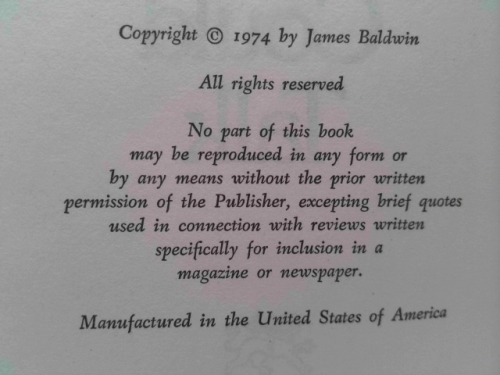 Copyright © 1974 by James Baldwin
All rights reserved
No part of this book
may be reproduced in any form or
by any means without the prior written
permission of the Publisher, excepting brief quotes
used in connection with reviews written
specifically for inclusion in a
magazine or newspaper.
Manufactured in the United States of America